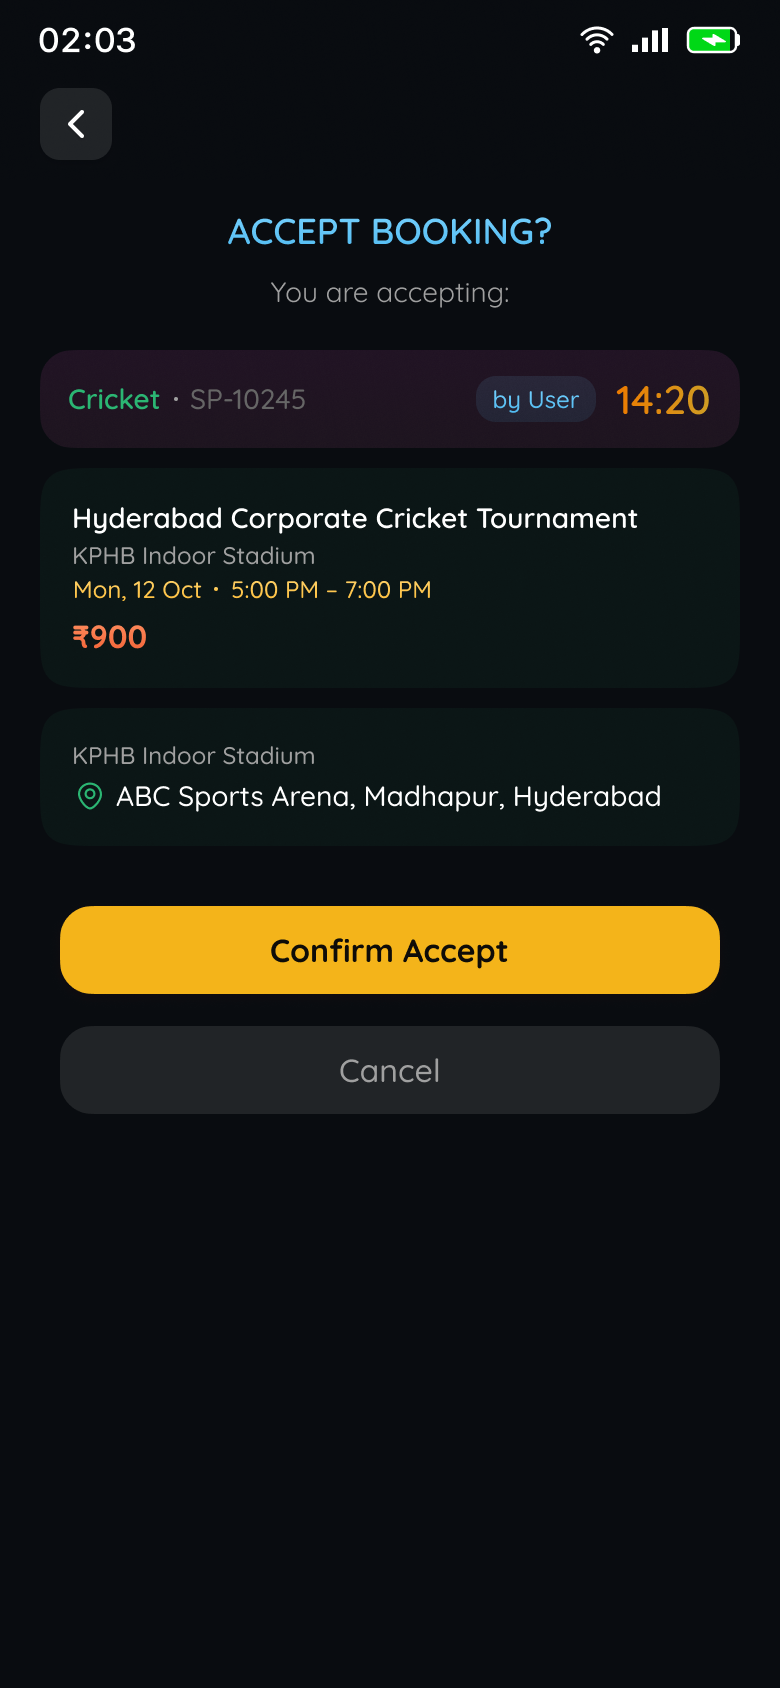 02:03
ACCEPT BOOKING?
You are accepting:
Cricket · SP-10245 by User 14:20
Hyderabad Corporate Cricket Tournament
KPHB Indoor Stadium
Mon, 12 Oct · 5:00 PM – 7:00 PM
₹900
KPHB Indoor Stadium
ABC Sports Arena, Madhapur, Hyderabad
Confirm Accept
Cancel